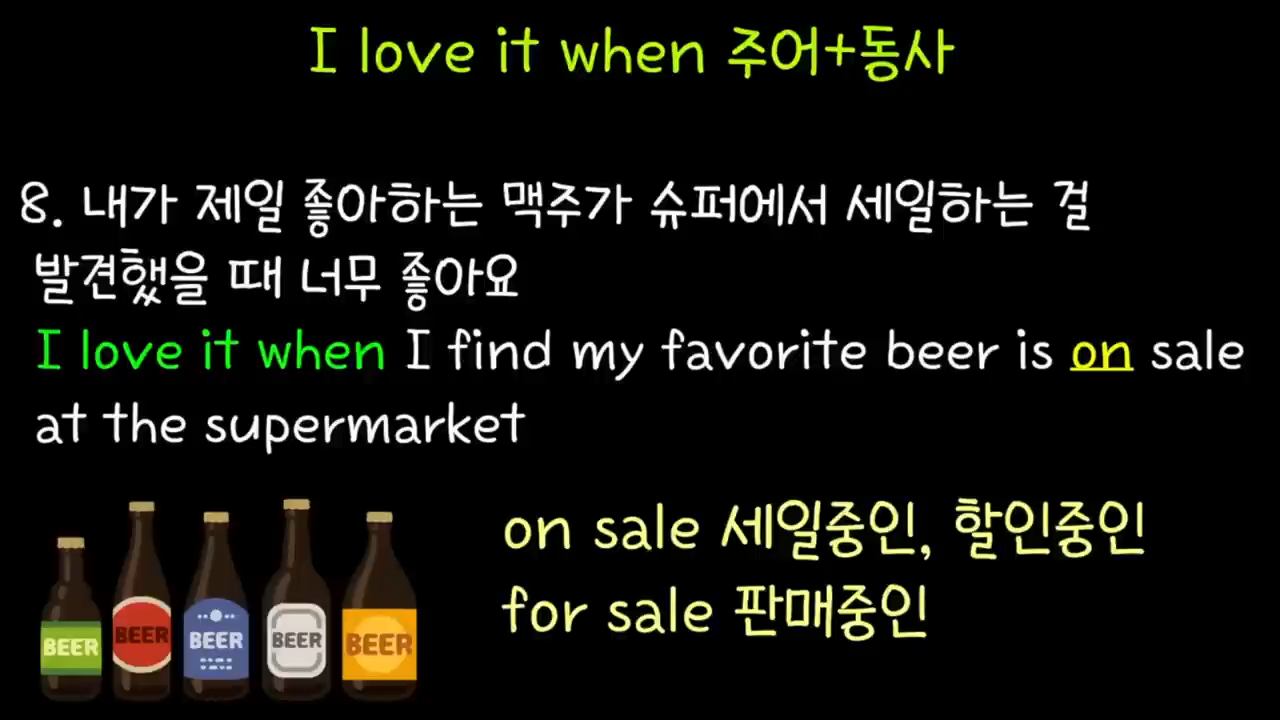 I love it when 주어+동사
8. 내가 제일 좋아하는 맥주가 슈퍼에서 세일하는 걸
발견했을 때 너무 좋아요
I love it when I find my favorite beer is on sale
at the supermarket
on sale 세일중인, 할인중인
for sale 판매중인
BEER
BEER
BEER
BEER
BEER